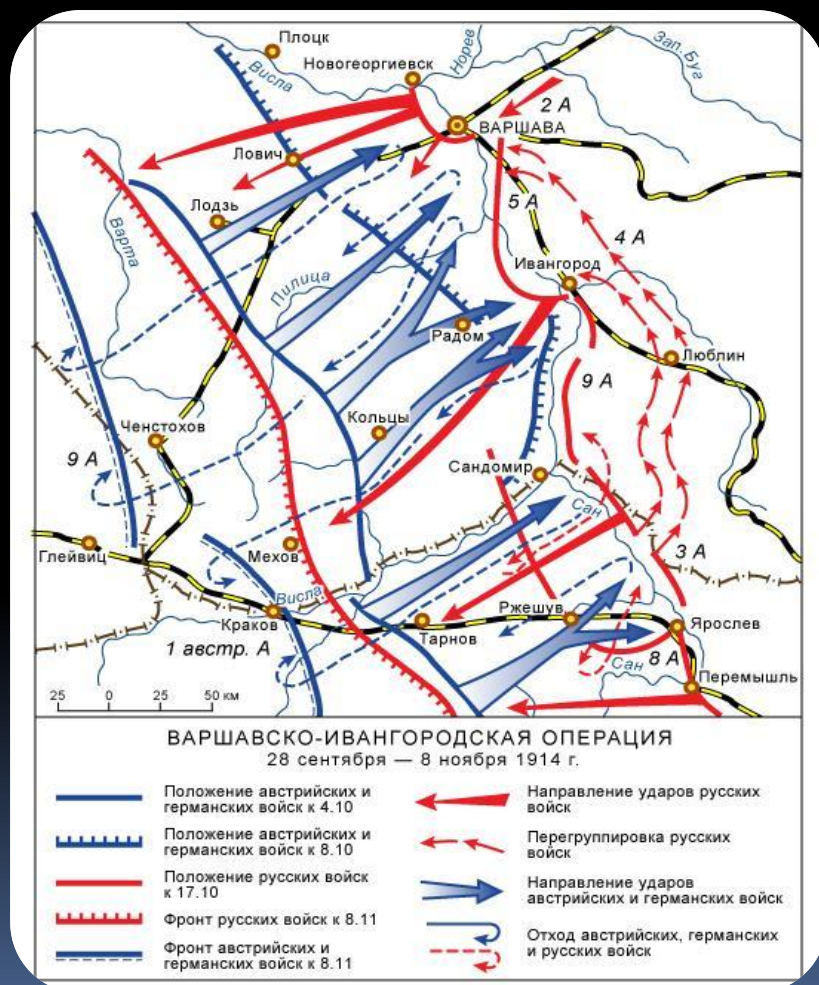 Плоцк
Новогеоргиевск
Висла
Норев
Зап. Буг
2 А
ВАРШАВА
Лович
Лодзь
5 А
4 А
Варта
Ивангород
Пилица
Радом
Люблин
9 А
Кольцы
Ченстохов
9 А
Сандомир
Сан
Глейвиц
Мехов
3 А
Висла
Ржешув
Краков
Тарнов
Ярослев
1 австр. А
8 А
Сан
Перемышль
25 0 25 50 км
ВАРШАВСКО-ИВАНГОРОДСКАЯ ОПЕРАЦИЯ
28 сентября — 8 ноября 1914 г.
Положение австрийских и
германских войск к 4.10
Положение австрийских и
германских войск к 8.10
Положение русских войск
к 17.10
Фронт русских войск к 8.11
Фронт австрийских и
германских войск к 8.11
Направление ударов русских
войск
Перегруппировка русских
войск
Направление ударов
австрийских и германских войск
Отход австрийских, германских
и русских войск